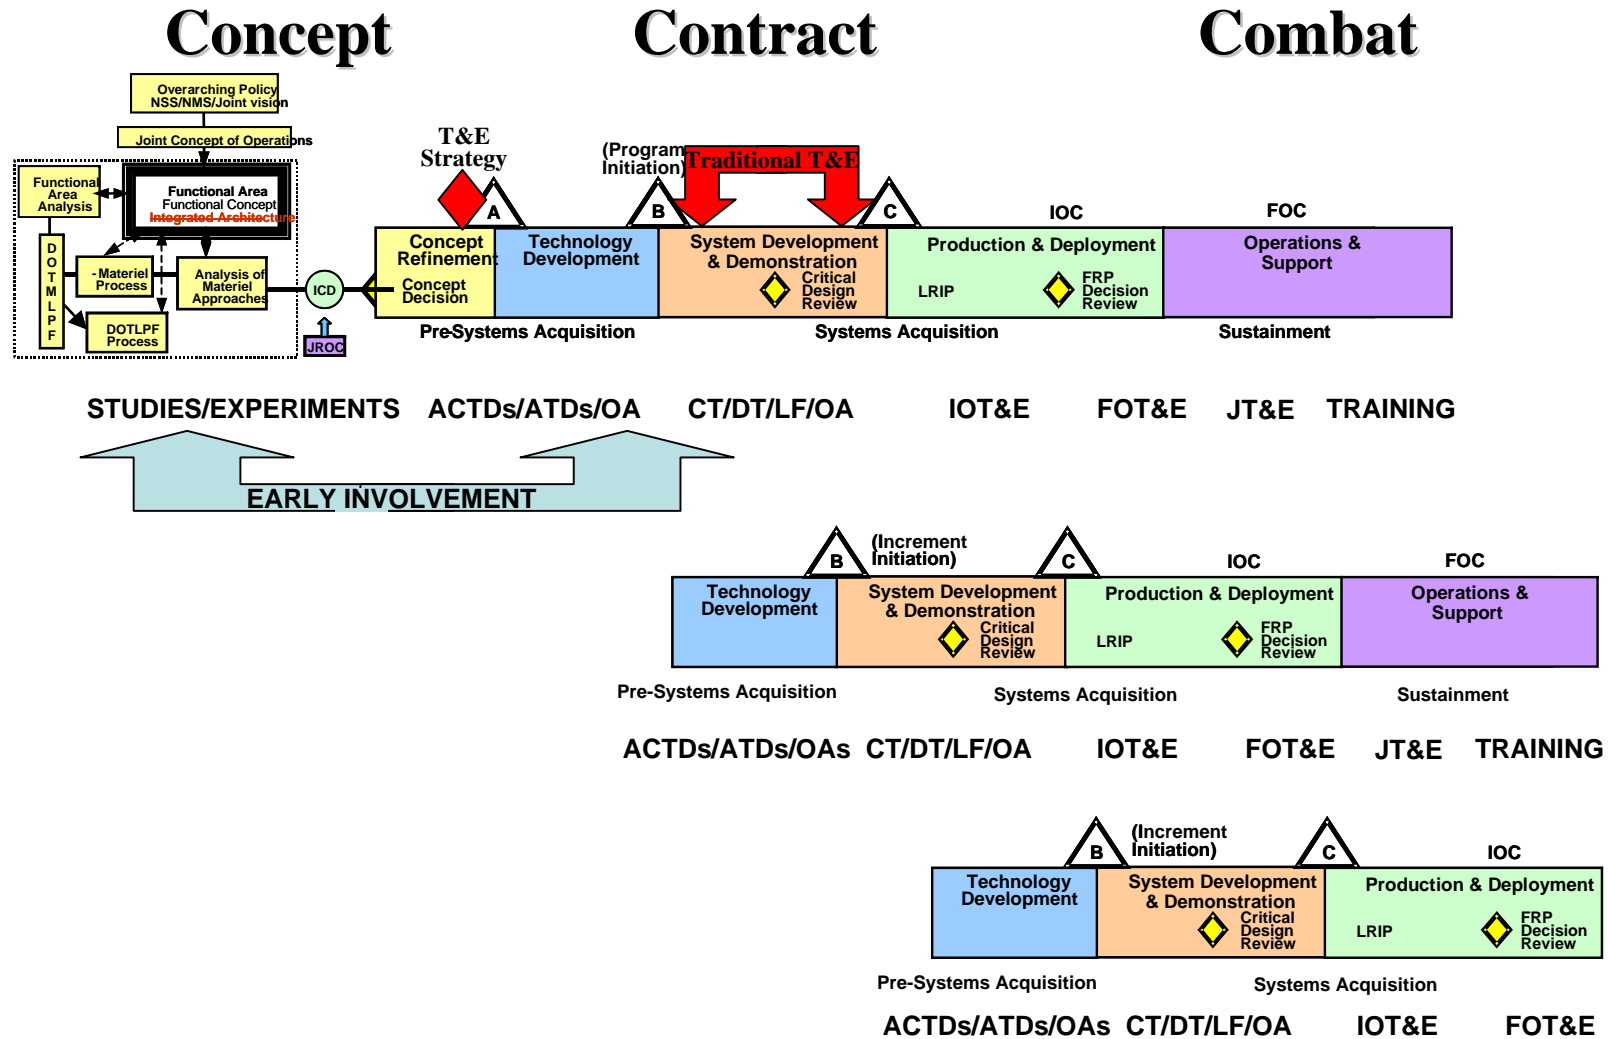 Concept
Contract
Combat
Overarching Policy
NSS/NMS/Joint vision
Joint Concept of Operations
Functional
Area
Analysis
Functional Area
Functional Concept
Integrated Architecture
D
O
T
M
L
P
F
- Materiel
Process
Analysis of
Materiel
Approaches
DOTLPF
Process
ICD
JROC
T&E
Strategy
A
(Program
Initiation)
B
Traditional T&E
C
IOC
FOC
Concept
Refinement
Concept
Decision
Technology
Development
System Development
& Demonstration
Critical
Design
Review
Production & Deployment
LRIP
FRP
Decision
Review
Operations &
Support
Pre-Systems Acquisition
Systems Acquisition
Sustainment
STUDIES/EXPERIMENTS
ACTDs/ATDs/OA
CT/DT/LF/OA
IOT&E
FOT&E
JT&E
TRAINING
EARLY INVOLVEMENT
B
(Increment
Initiation)
C
IOC
FOC
Technology
Development
System Development
& Demonstration
Critical
Design
Review
Production & Deployment
LRIP
FRP
Decision
Review
Operations &
Support
Pre-Systems Acquisition
Systems Acquisition
Sustainment
ACTDs/ATDs/OAs
CT/DT/LF/OA
IOT&E
FOT&E
JT&E
TRAINING
B
(Increment
Initiation)
C
IOC
Technology
Development
System Development
& Demonstration
Critical
Design
Review
Production & Deployment
LRIP
FRP
Decision
Review
Pre-Systems Acquisition
Systems Acquisition
ACTDs/ATDs/OAs
CT/DT/LF/OA
IOT&E
FOT&E